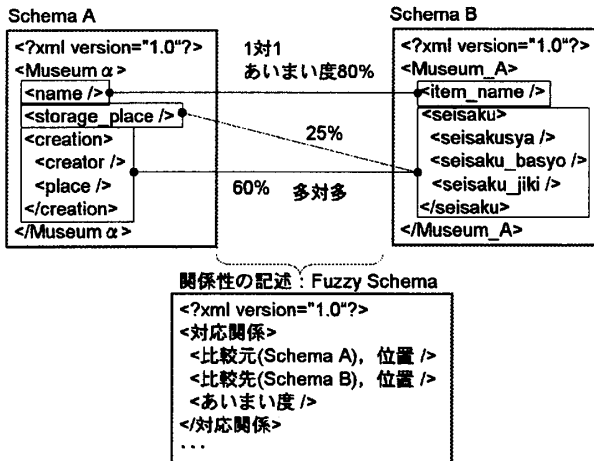 Schema A
<?xml version="1.0“?>
<Museum α>
<name />
<storage_place />
<creation>
<creator />
<place />
</creation>
</Museum α>
1対1
あいまい度80%
25%
60% 多対多
Schema B
<?xml version="1.0“?>
<Museum_A>
<item_name />
<seisaku>
<seisakusya />
<seisaku_basyo />
<seisaku_jiki />
</seisaku>
</Museum_A>
関係性の記述：Fuzzy Schema
<?xml version="1.0“?>
<対応関係>
<比較元(Schema A)，位置 />
<比較先(Schema B)，位置 />
<あいまい度 />
</対応関係>
･･･